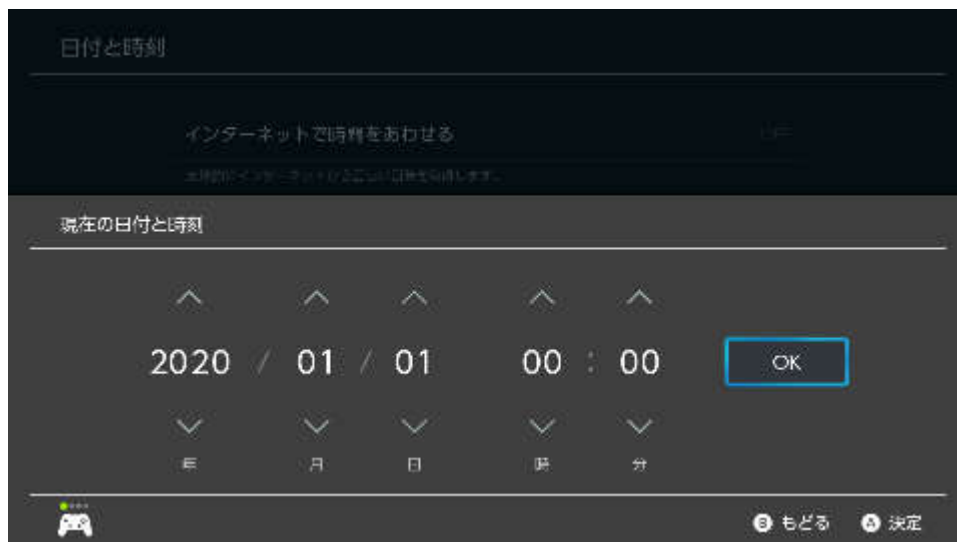 日付と時刻
インターネットで時間をあわせる
現在の日付と時刻
2020 / 01 / 01 00 : 00 OK
年 月 日 時 分
B もどる A 決定